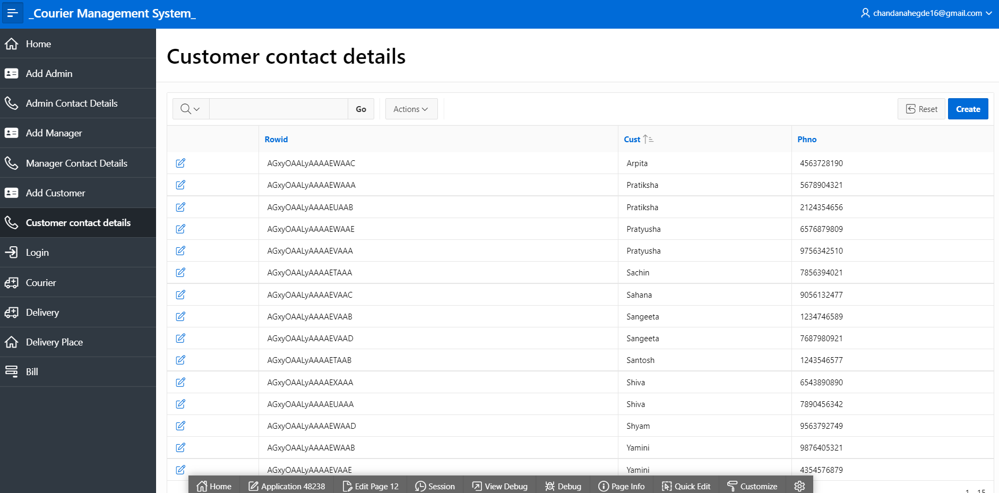 _Courier Management System_
chandanahegde16@gmail.com
Home
Add Admin
Admin Contact Details
Add Manager
Manager Contact Details
Add Customer
Customer contact details
Login
Courier
Delivery
Delivery Place
Bill
Customer contact details
Go
Actions
Reset
Create
Rowid Cust Phno
AGxyOAALyAAAAEWAAC Arpita 4563728190
AGxyOAALyAAAAEWAAA Pratiksha 5678904321
AGxyOAALyAAAAEUAAB Pratiksha 2124354656
AGxyOAALyAAAAEWAAE Pratyusha 6576879809
AGxyOAALyAAAAEVAAA Pratyusha 9756342510
AGxyOAALyAAAAETAAA Sachin 7856394021
AGxyOAALyAAAAEVAAC Sahana 9056132477
AGxyOAALyAAAAEVAAB Sangeeta 1234746589
AGxyOAALyAAAAEVAAD Sangeeta 7687980921
AGxyOAALyAAAAETAAB Santosh 1243546577
AGxyOAALyAAAAEXAAA Shiva 6543890890
AGxyOAALyAAAAEUAAA Shiva 7890456342
AGxyOAALyAAAAEWAAD Shyam 9563792749
AGxyOAALyAAAAEWAAB Yamini 9876405321
AGxyOAALyAAAAEVAAE Yamini 4354576879
Home Application 48238 Edit Page 12 Session View Debug Debug Page Info Quick Edit Customize
1 - 15